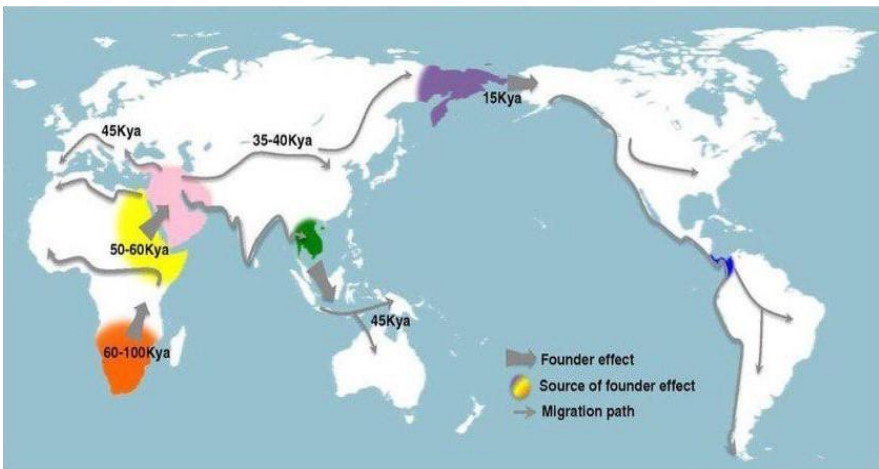 15Kya
45Kya
35-40Kya
50-60Kya
45Kya
60-100Kya
Founder effect
Source of founder effect
Migration path